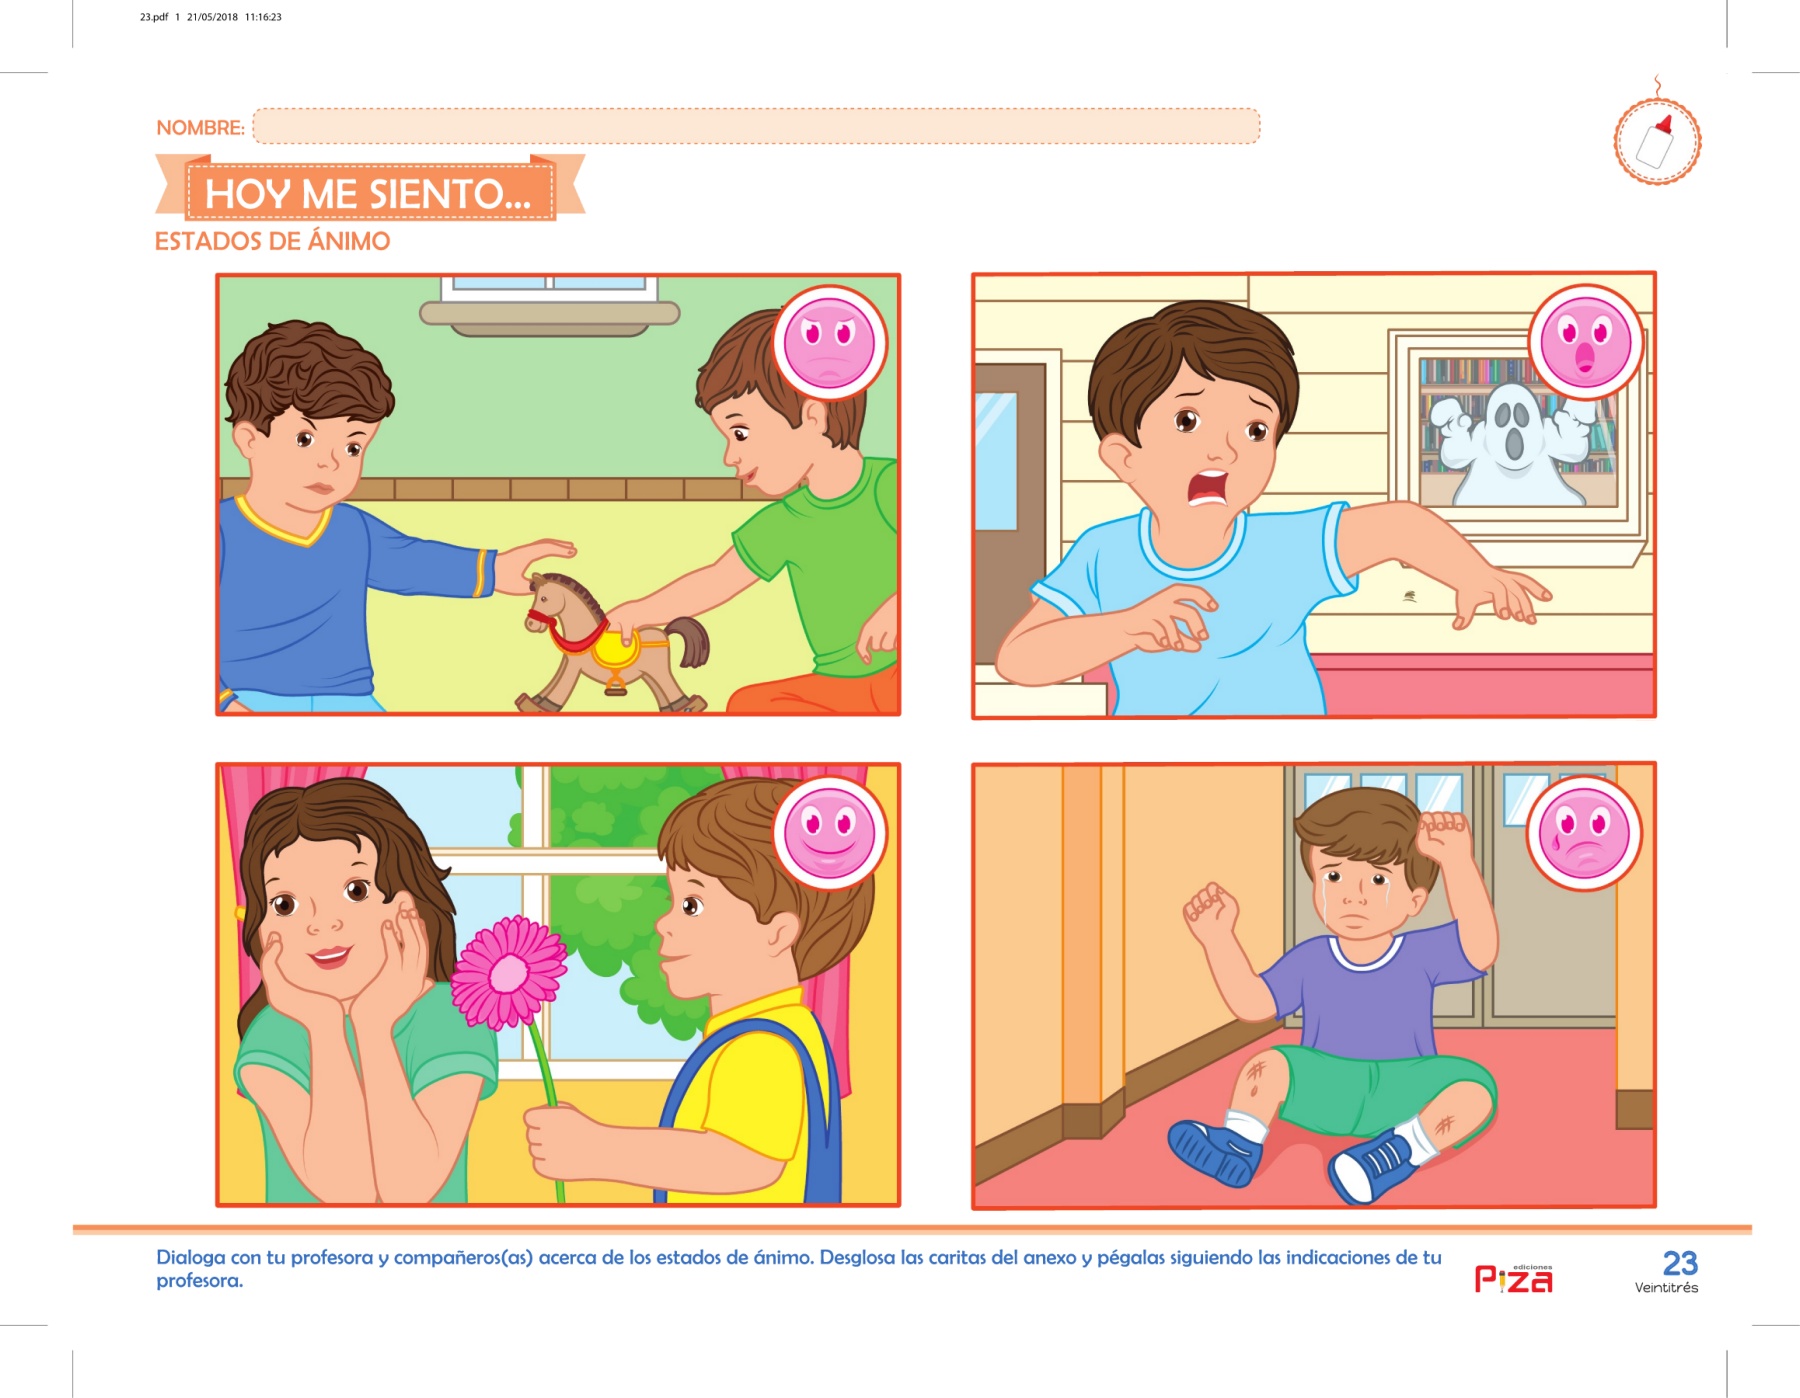 23.pdf 1 21/05/2018 11:16:23
NOMBRE:
HOY ME SIENTO...
ESTADOS DE ÁNIMO
Dialoga con tu profesora y compañeros(as) acerca de los estados de ánimo. Desglosa las caritas del anexo y pégalas siguiendo las indicaciones de tu
profesora.
ediciones
Piza
23
Veintitrés